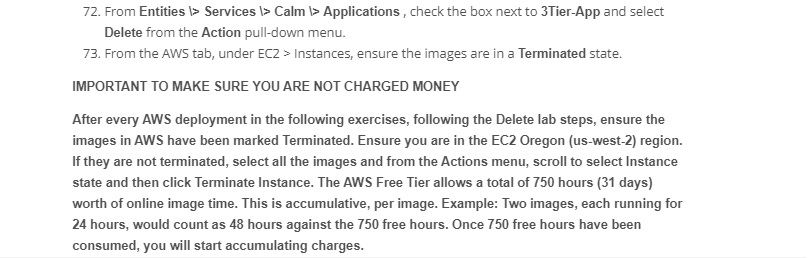 72. From Entities \> Services \> Calm \> Applications , check the box next to 3Tier-App and select
Delete from the Action pull-down menu.
73. From the AWS tab, under EC2 > Instances, ensure the images are in a Terminated state.
IMPORTANT TO MAKE SURE YOU ARE NOT CHARGED MONEY
After every AWS deployment in the following exercises, following the Delete lab steps, ensure the
images in AWS have been marked Terminated. Ensure you are in the EC2 Oregon (us-west-2) region.
If they are not terminated, select all the images and from the Actions menu, scroll to select Instance
state and then click Terminate Instance. The AWS Free Tier allows a total of 750 hours (31 days)
worth of online image time. This is accumulative, per image. Example: Two images, each running for
24 hours, would count as 48 hours against the 750 free hours. Once 750 free hours have been
consumed, you will start accumulating charges.